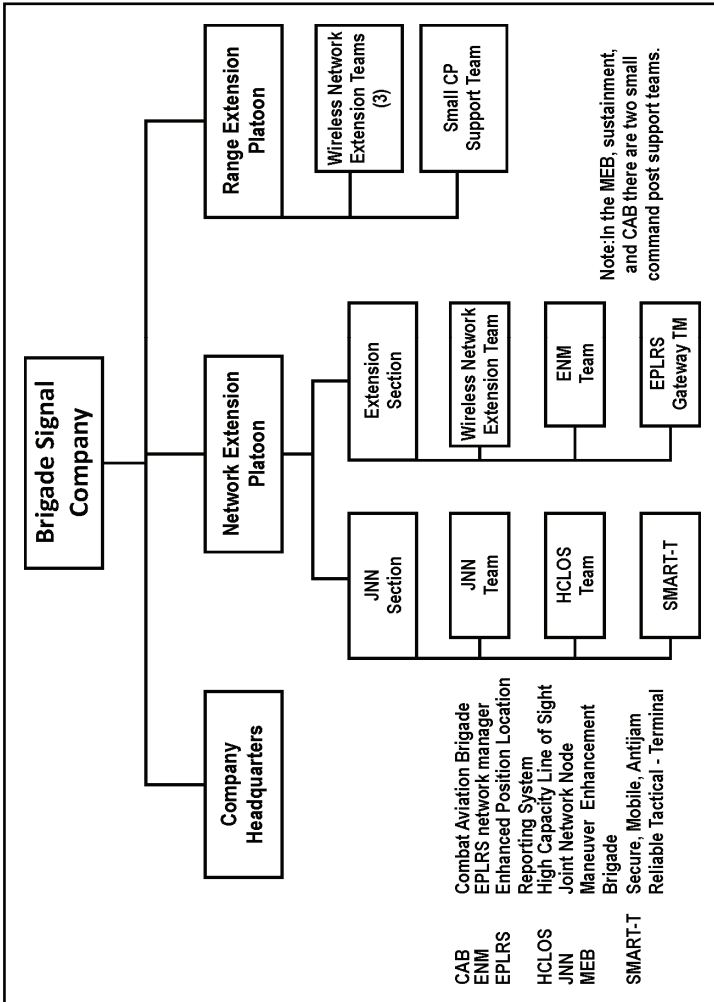 Brigade Signal
Company
Company
Headquarters
Network Extension
Platoon
Range Extension
Platoon
JNN
Section
JNN
Team
HCLOS
Team
SMART-T
Extension
Section
Wireless Network
Extension Team
ENM
Team
EPLRS
Gateway TM
Wireless Network
Extension Teams
(3)
Small CP
Support Team
CAB Combat Aviation Brigade
ENM EPLRS network manager
EPLRS Enhanced Position Location
Reporting System
HCLOS High Capacity Line of Sight
JNN Joint Network Node
MEB Maneuver Enhancement
Brigade
SMART-T Secure, Mobile, Antijam
Reliable Tactical - Terminal
Note:In the MEB, sustainment,
and CAB there are two small
command post support teams.